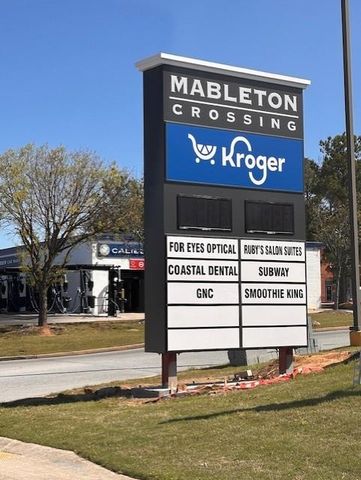 MABLETON
CROSSING
Kroger
FOR EYES OPTICAL
RUBY'S SALON SUITES
COASTAL DENTAL
SUBWAY
GNC
SMOOTHIE KING